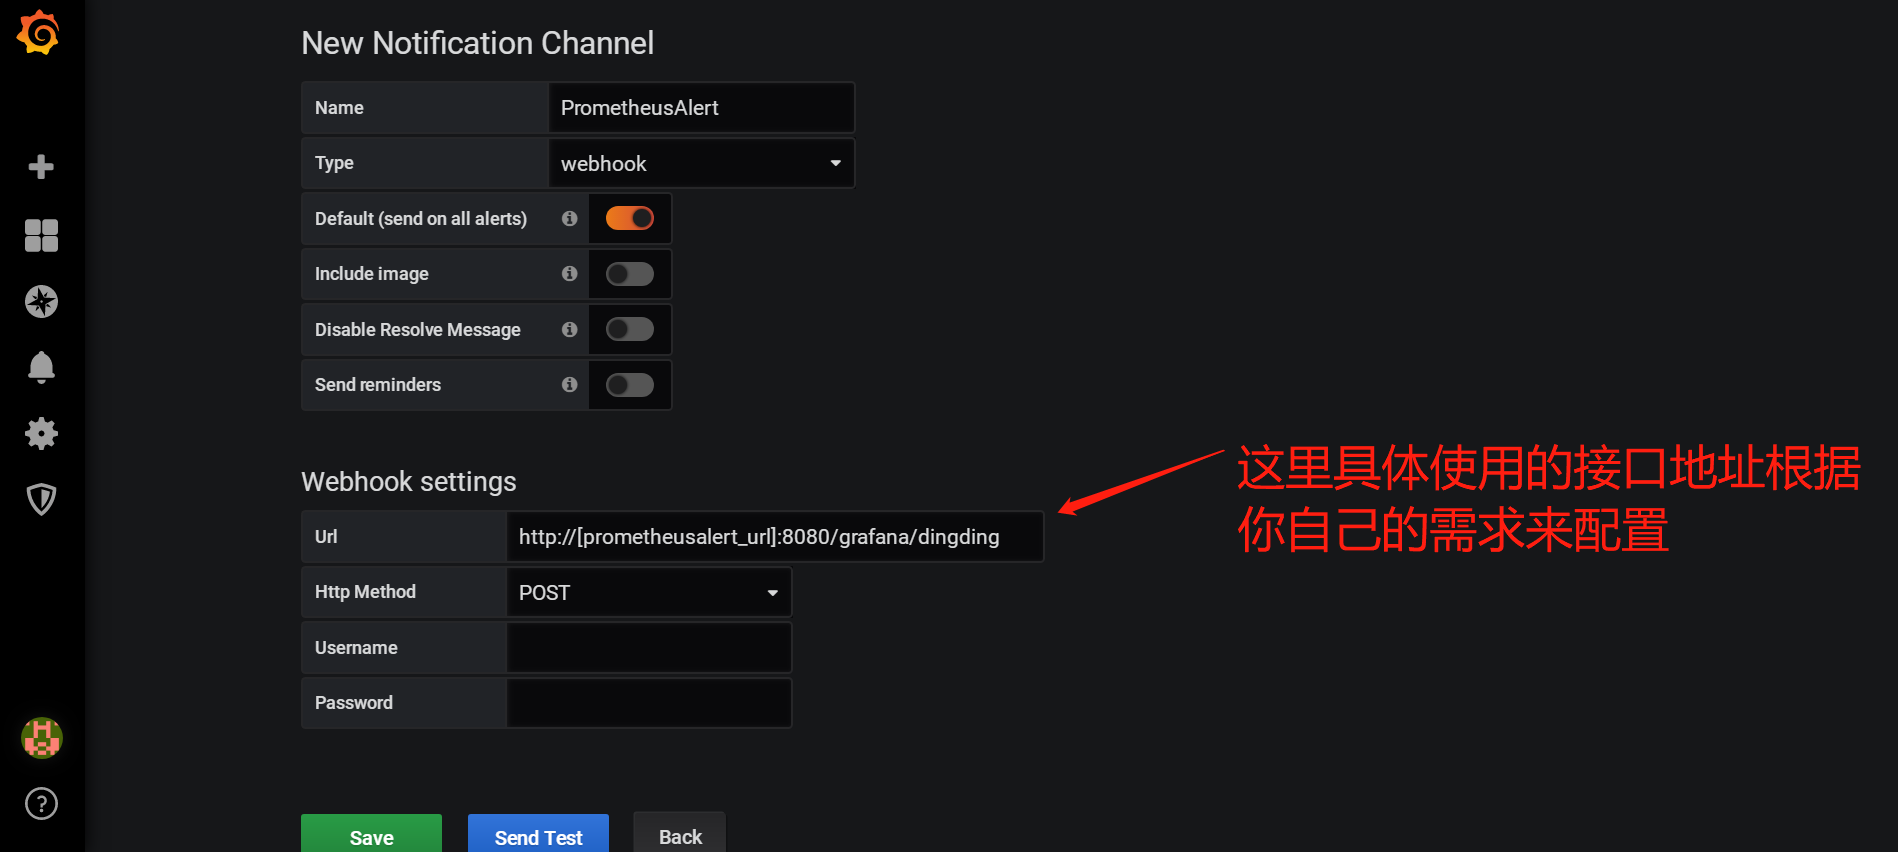 New Notification Channel
Name
PrometheusAlert
Type
webhook
Default (send on all alerts)
Include image
Disable Resolve Message
Send reminders
Webhook settings
Url
http://[prometheusalert_url]:8080/grafana/dingding
Http Method
POST
Username
Password
这里具体使用的接口地址根据
你自己的需求来配置
Save
Send Test
Back